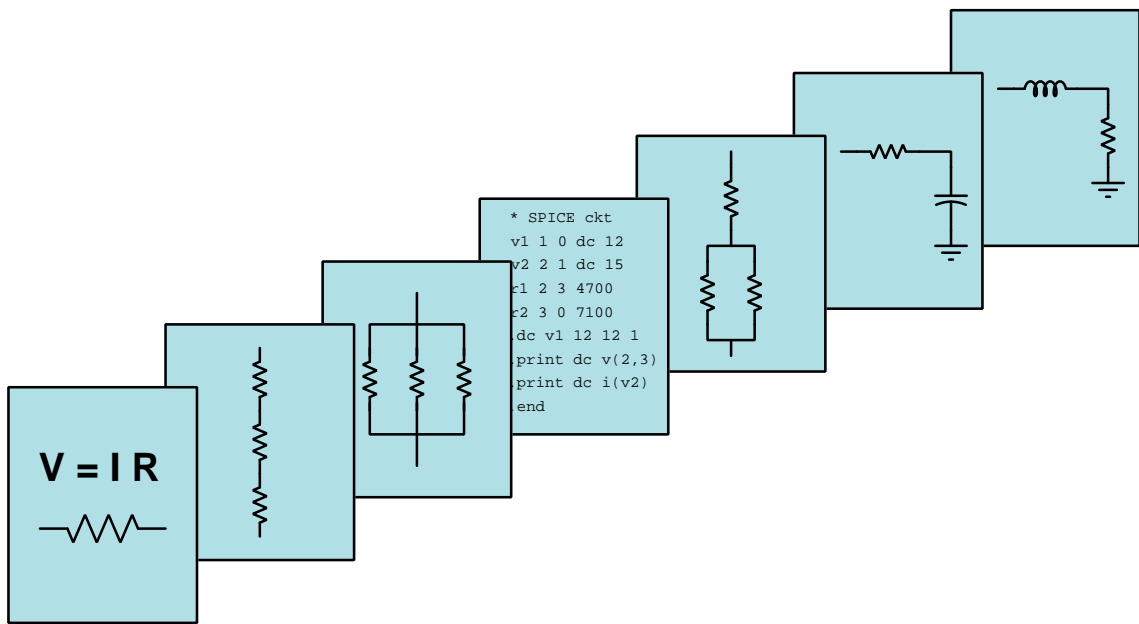 * SPICE ckt
v1 1 0 dc 12
v2 2 1 dc 15
r1 2 3 4700
r2 3 0 7100
.dc v1 12 12 1
.print dc v(2,3)
.print dc i(v2)
.end
V = I R